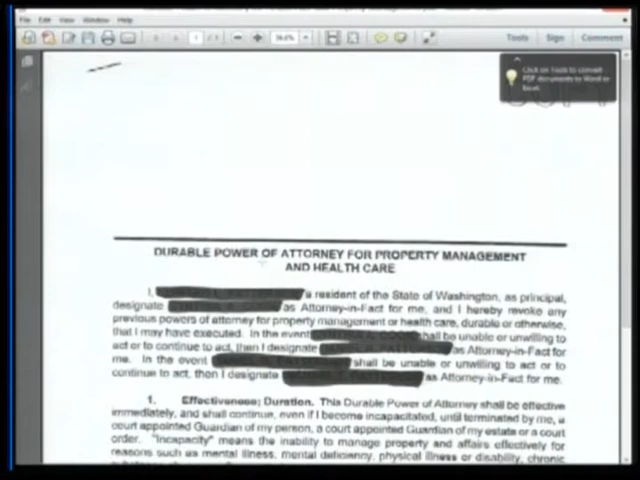 File Edit View Window Help
1 / 36.6%
Tools Sign Comment
Click on Tools to convert
PDF documents to Word or
Excel.
COPY
DURABLE POWER OF ATTORNEY FOR PROPERTY MANAGEMENT
AND HEALTH CARE
I, a resident of the State of Washington, as principal,
designate as Attorney-in-Fact for me, and I hereby revoke any
previous powers of attorney for property management or health care, durable or otherwise,
that I may have executed. In the event shall be unable or unwilling to
act or to continue to act, then I designate as Attorney-in-Fact for
me. In the event shall be unable or unwilling to act or to
continue to act, then I designate as Attorney-in-Fact for me.
1. Effectiveness; Duration. This Durable Power of Attorney shall be effective
immediately, and shall continue, even if I become incapacitated, until terminated by me, a
court appointed Guardian of my person, a court appointed Guardian of my estate or a court
order. "Incapacity" means the inability to manage property and affairs effectively for
reasons such as mental illness, mental deficiency, physical illness or disability, chronic